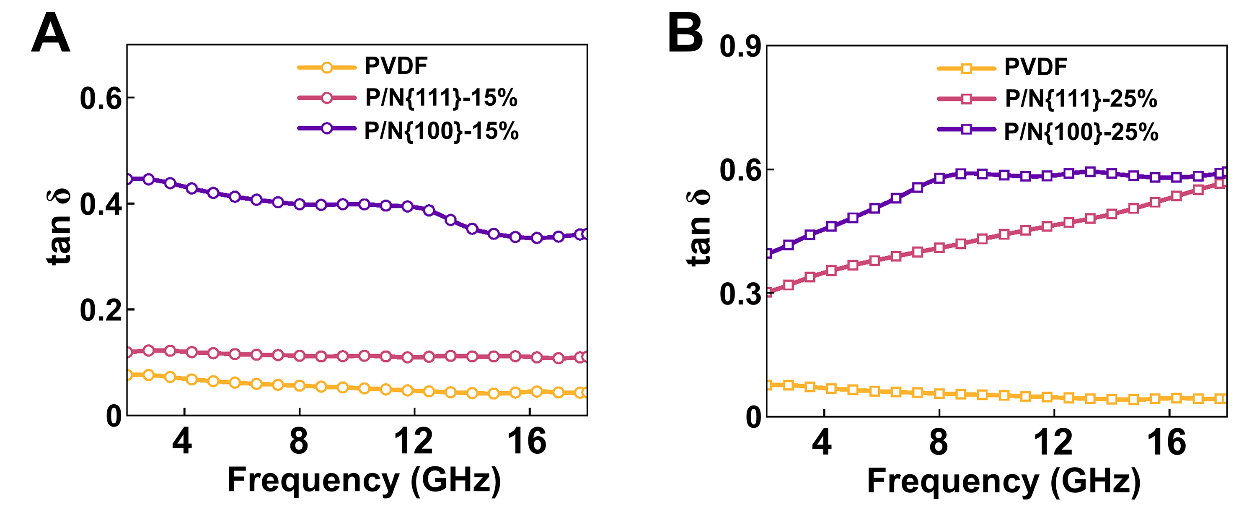 A
PVDF
P/N{111}-15%
P/N{100}-15%
0.6
0.4
0.2
0
tan δ
4
8
12
16
Frequency (GHz)
B
PVDF
P/N{111}-25%
P/N{100}-25%
0.9
0.6
0.3
0
tan δ
4
8
12
16
Frequency (GHz)